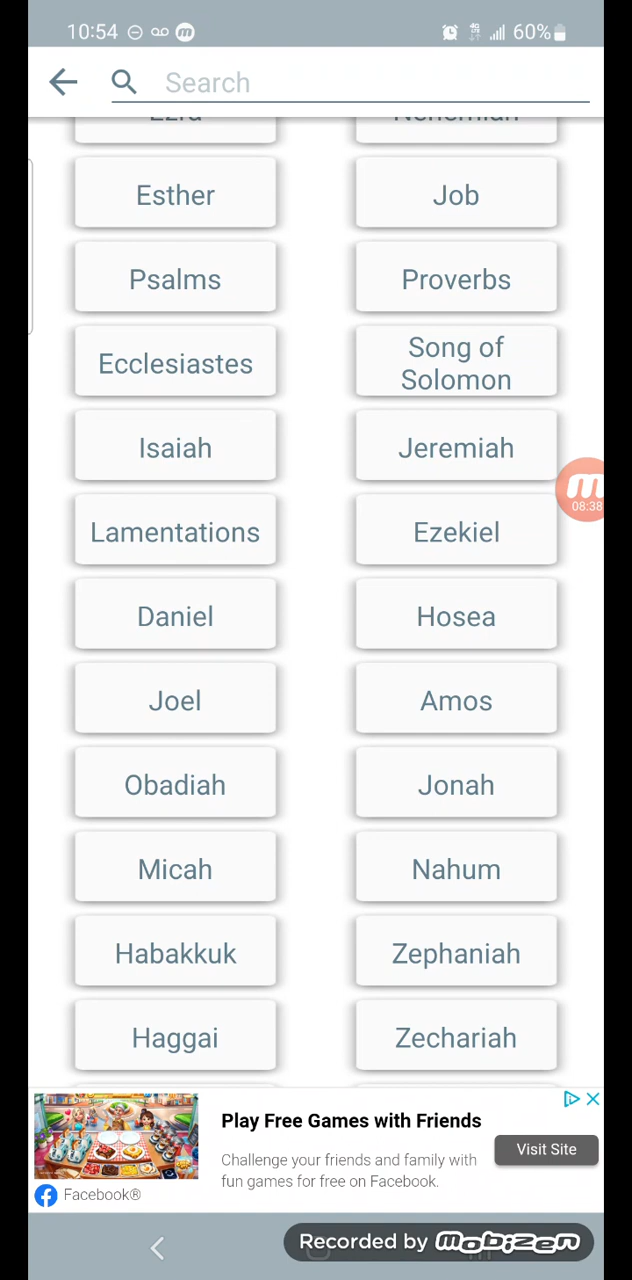 10:54
60%
Search
Ezra Nehemiah
Esther Job
Psalms Proverbs
Ecclesiastes Song of
Solomon
Isaiah Jeremiah
08:38
Lamentations Ezekiel
Daniel Hosea
Joel Amos
Obadiah Jonah
Micah Nahum
Habakkuk Zephaniah
Haggai Zechariah
Play Free Games with Friends
Visit Site
Challenge your friends and family with
fun games for free on Facebook.
Facebook®
Recorded by mobizen